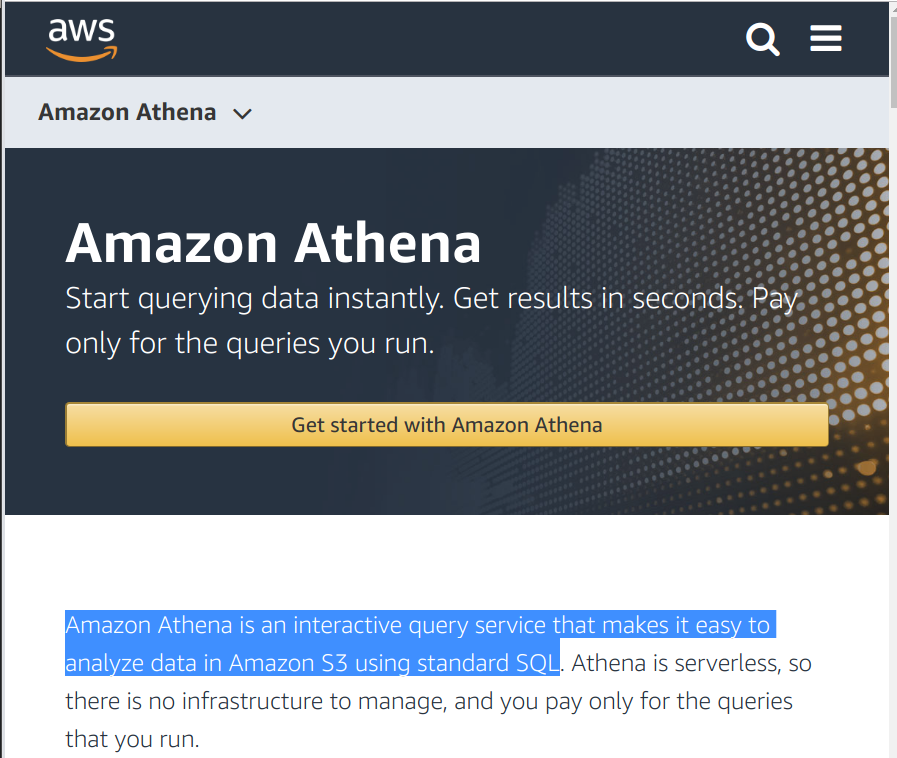 aws
Amazon Athena
Amazon Athena
Start querying data instantly. Get results in seconds. Pay
only for the queries you run.
Get started with Amazon Athena
Amazon Athena is an interactive query service that makes it easy to
analyze data in Amazon S3 using standard SQL. Athena is serverless, so
there is no infrastructure to manage, and you pay only for the queries
that you run.